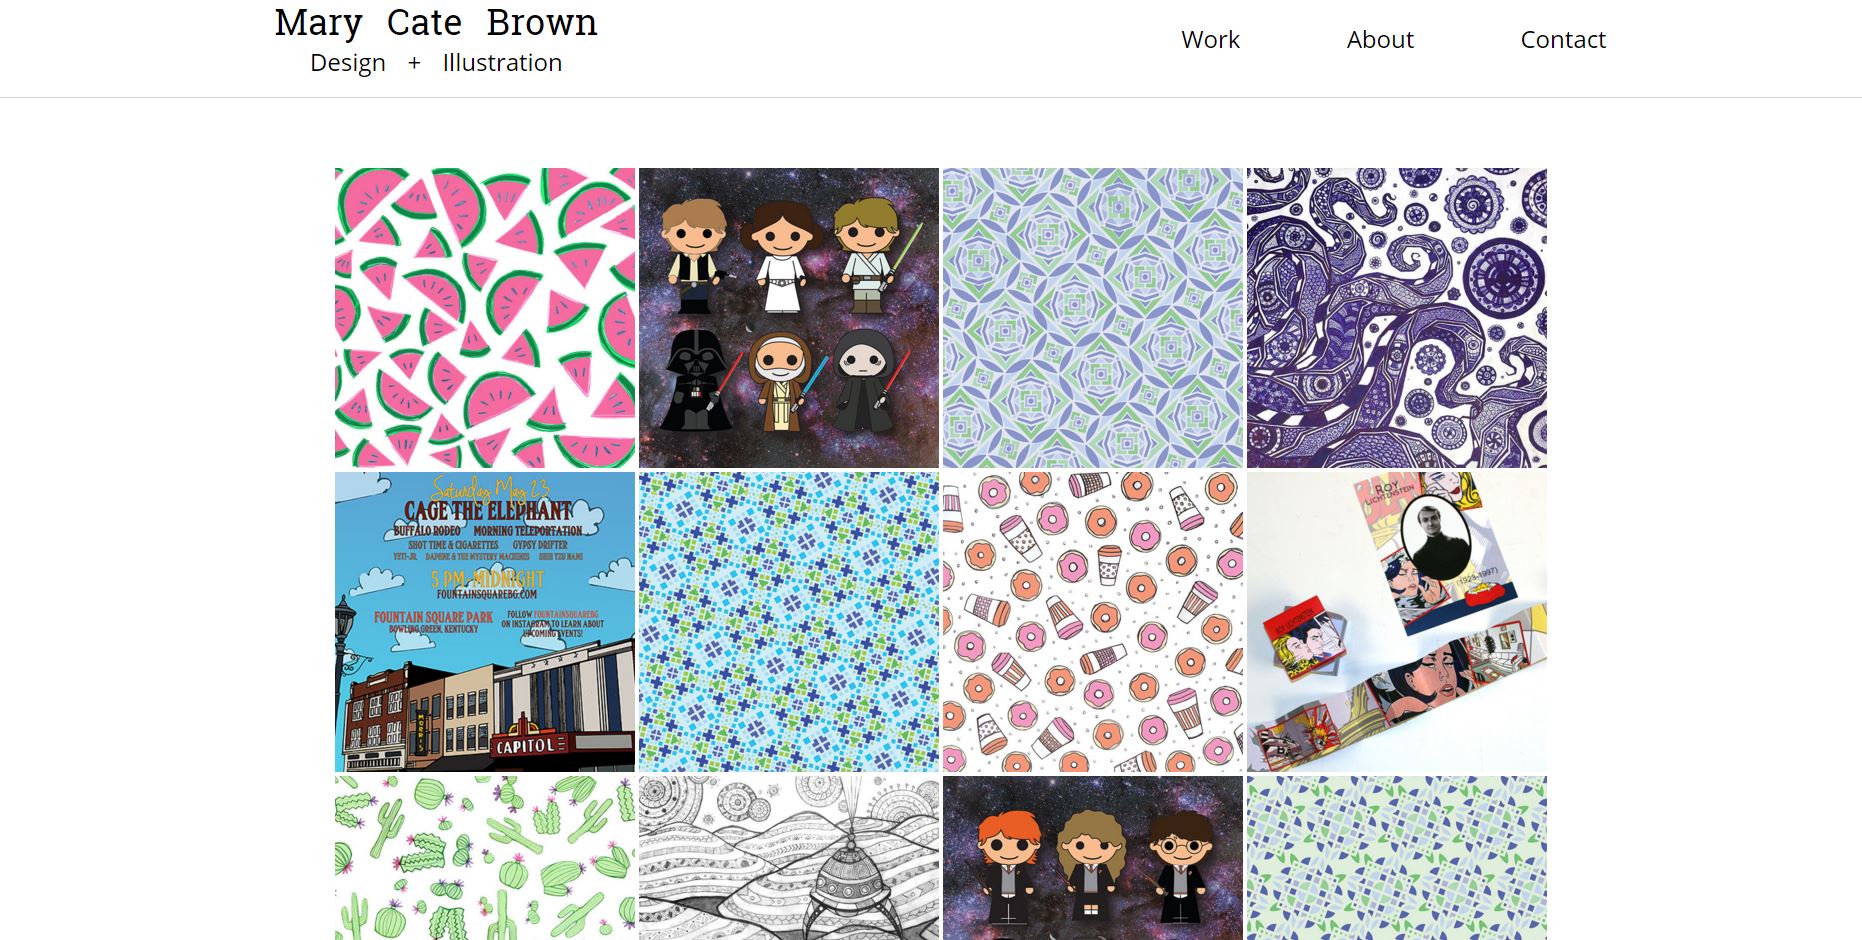 Mary Cate Brown
Design + Illustration
Work
About
Contact
Saturday May 23
CAGE THE ELEPHANT
BUFFALO RODEO MORNING TELEPORTATION
SHOT TIME & CIGARETTES GYPSY DRIFTER
YETI-JR. DAPHNE & THE MYSTERY MACHINES SHIH TZU NAMI
5 PM-MIDNIGHT
FOUNTAINSQUAREBG.COM
FOUNTAIN SQUARE PARK
BOWLING GREEN, KENTUCKY
FOLLOW FOUNTAINSQUAREBG
ON INSTAGRAM TO LEARN ABOUT
UPCOMING EVENTS!
MORRIS
CAPITOL
ROY
LICHTENSTEIN
(1923-1997)
ROY LICHTENSTEIN